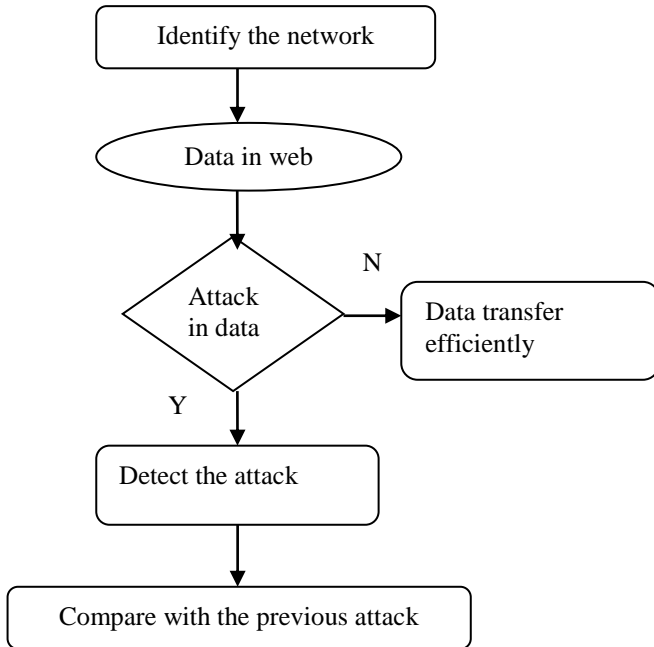 Identify the network
Data in web
Attack
in data
N
Data transfer
efficiently
Y
Detect the attack
Compare with the previous attack